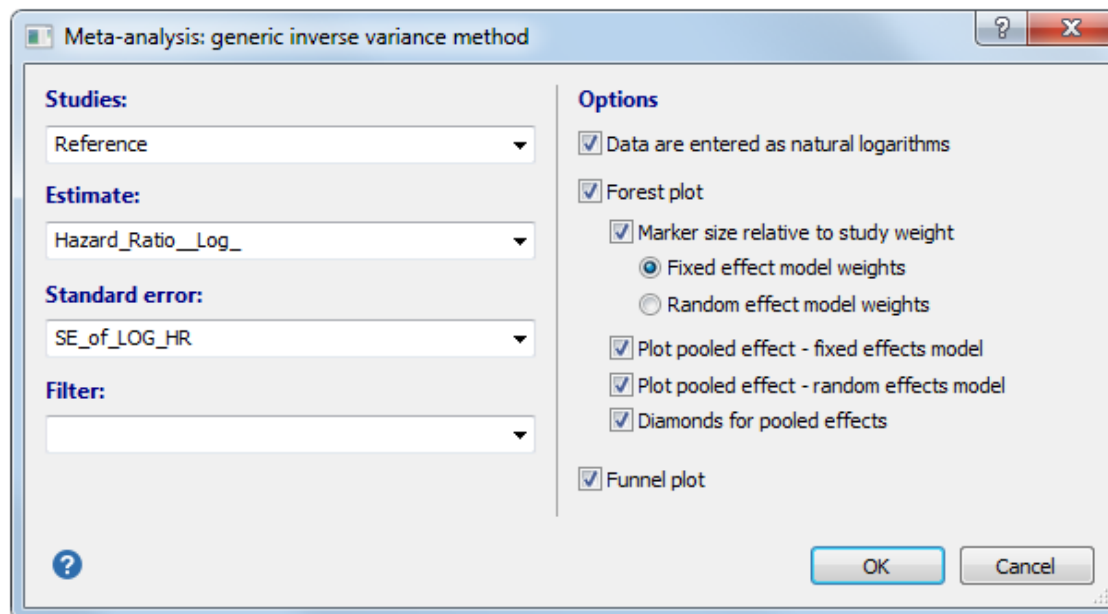 Meta-analysis: generic inverse variance method
?
X
Studies:
Reference
Estimate:
Hazard_Ratio__Log_
Standard error:
SE_of_LOG_HR
Filter:
Options
Data are entered as natural logarithms
Forest plot
Marker size relative to study weight
Fixed effect model weights
Random effect model weights
Plot pooled effect - fixed effects model
Plot pooled effect - random effects model
Diamonds for pooled effects
Funnel plot
?
OK
Cancel